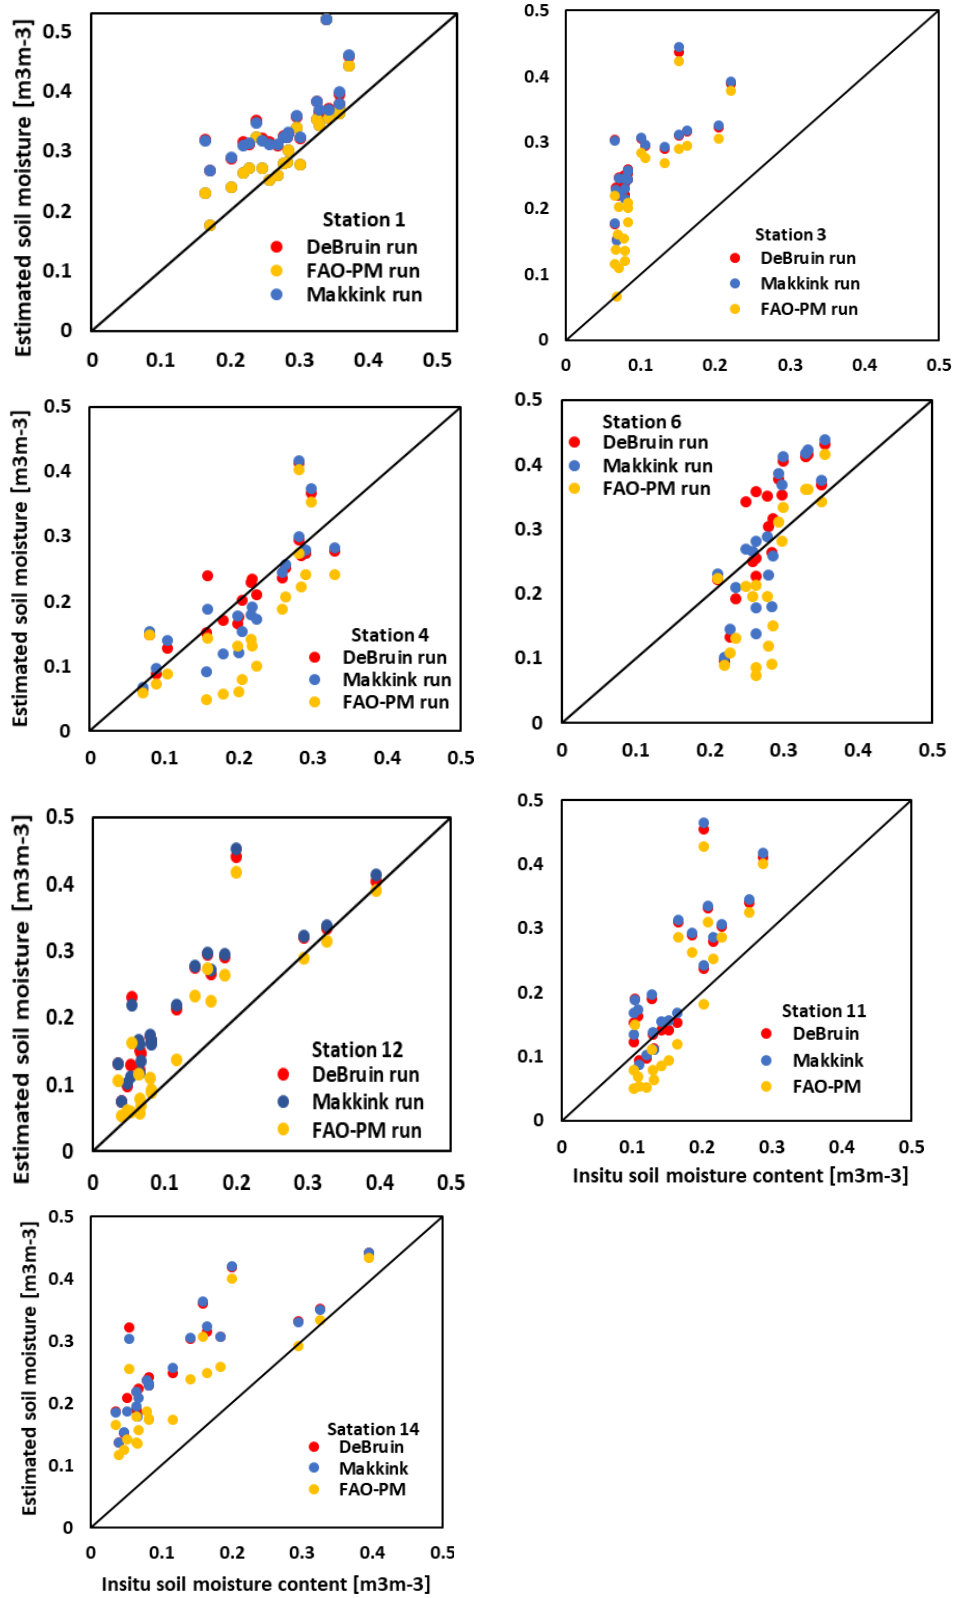 Estimated soil moisture [m3m-3]
0.5
0.4
0.3
0.2
0.1
0
Station 1
DeBruin run
FAO-PM run
Makkink run
0 0.1 0.2 0.3 0.4 0.5
0.5
0.4
0.3
0.2
0.1
0
Station 3
DeBruin run
Makkink run
FAO-PM run
0 0.1 0.2 0.3 0.4 0.5
Estimated soil moisture [m3m-3]
0.5
0.4
0.3
0.2
0.1
0
Station 4
DeBruin run
Makkink run
FAO-PM run
0 0.1 0.2 0.3 0.4 0.5
0.5
0.4
0.3
0.2
0.1
0
Station 6
DeBruin run
Makkink run
FAO-PM run
0 0.1 0.2 0.3 0.4 0.5
Estimated soil moisture [m3m-3]
0.5
0.4
0.3
0.2
0.1
0
Station 12
DeBruin run
Makkink run
FAO-PM run
0 0.1 0.2 0.3 0.4 0.5
0.5
0.4
0.3
0.2
0.1
0
Station 11
DeBruin
Makkink
FAO-PM
0 0.1 0.2 0.3 0.4 0.5
Insitu soil moisture content [m3m-3]
Estimated soil moisture [m3m-3]
0.5
0.4
0.3
0.2
0.1
0
Satation 14
DeBruin
Makkink
FAO-PM
0 0.1 0.2 0.3 0.4 0.5
Insitu soil moisture content [m3m-3]